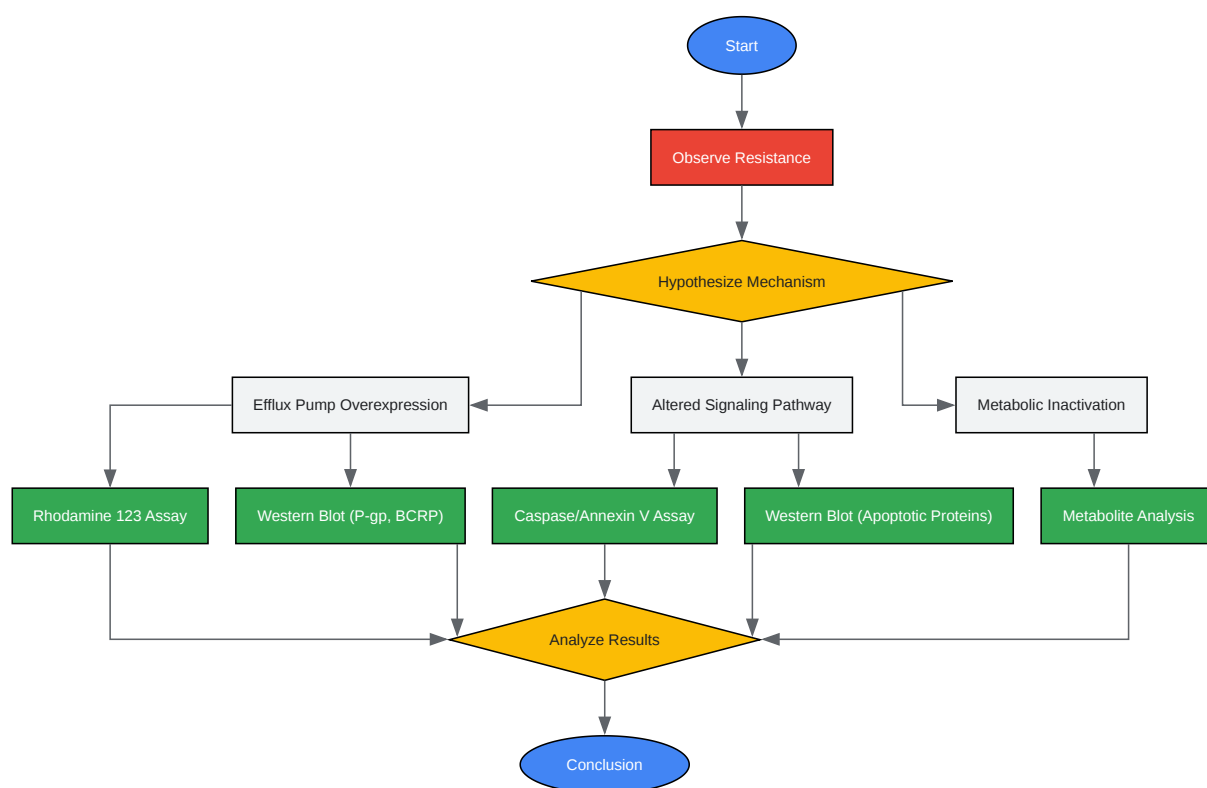 Start
Observe Resistance
Hypothesize Mechanism
Efflux Pump Overexpression
Altered Signaling Pathway
Metabolic Inactivation
Rhodamine 123 Assay
Western Blot (P-gp, BCRP)
Caspase/Annexin V Assay
Western Blot (Apoptotic Proteins)
Metabolite Analysis
Analyze Results
Conclusion